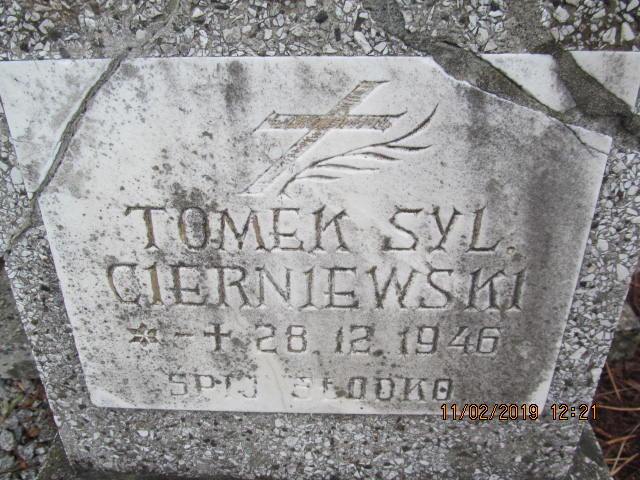 TOMEK SYL.
CIERNIEWSKI
* - + 28.12.1946
SPIJ SŁODKO
11/02/2019 12:21